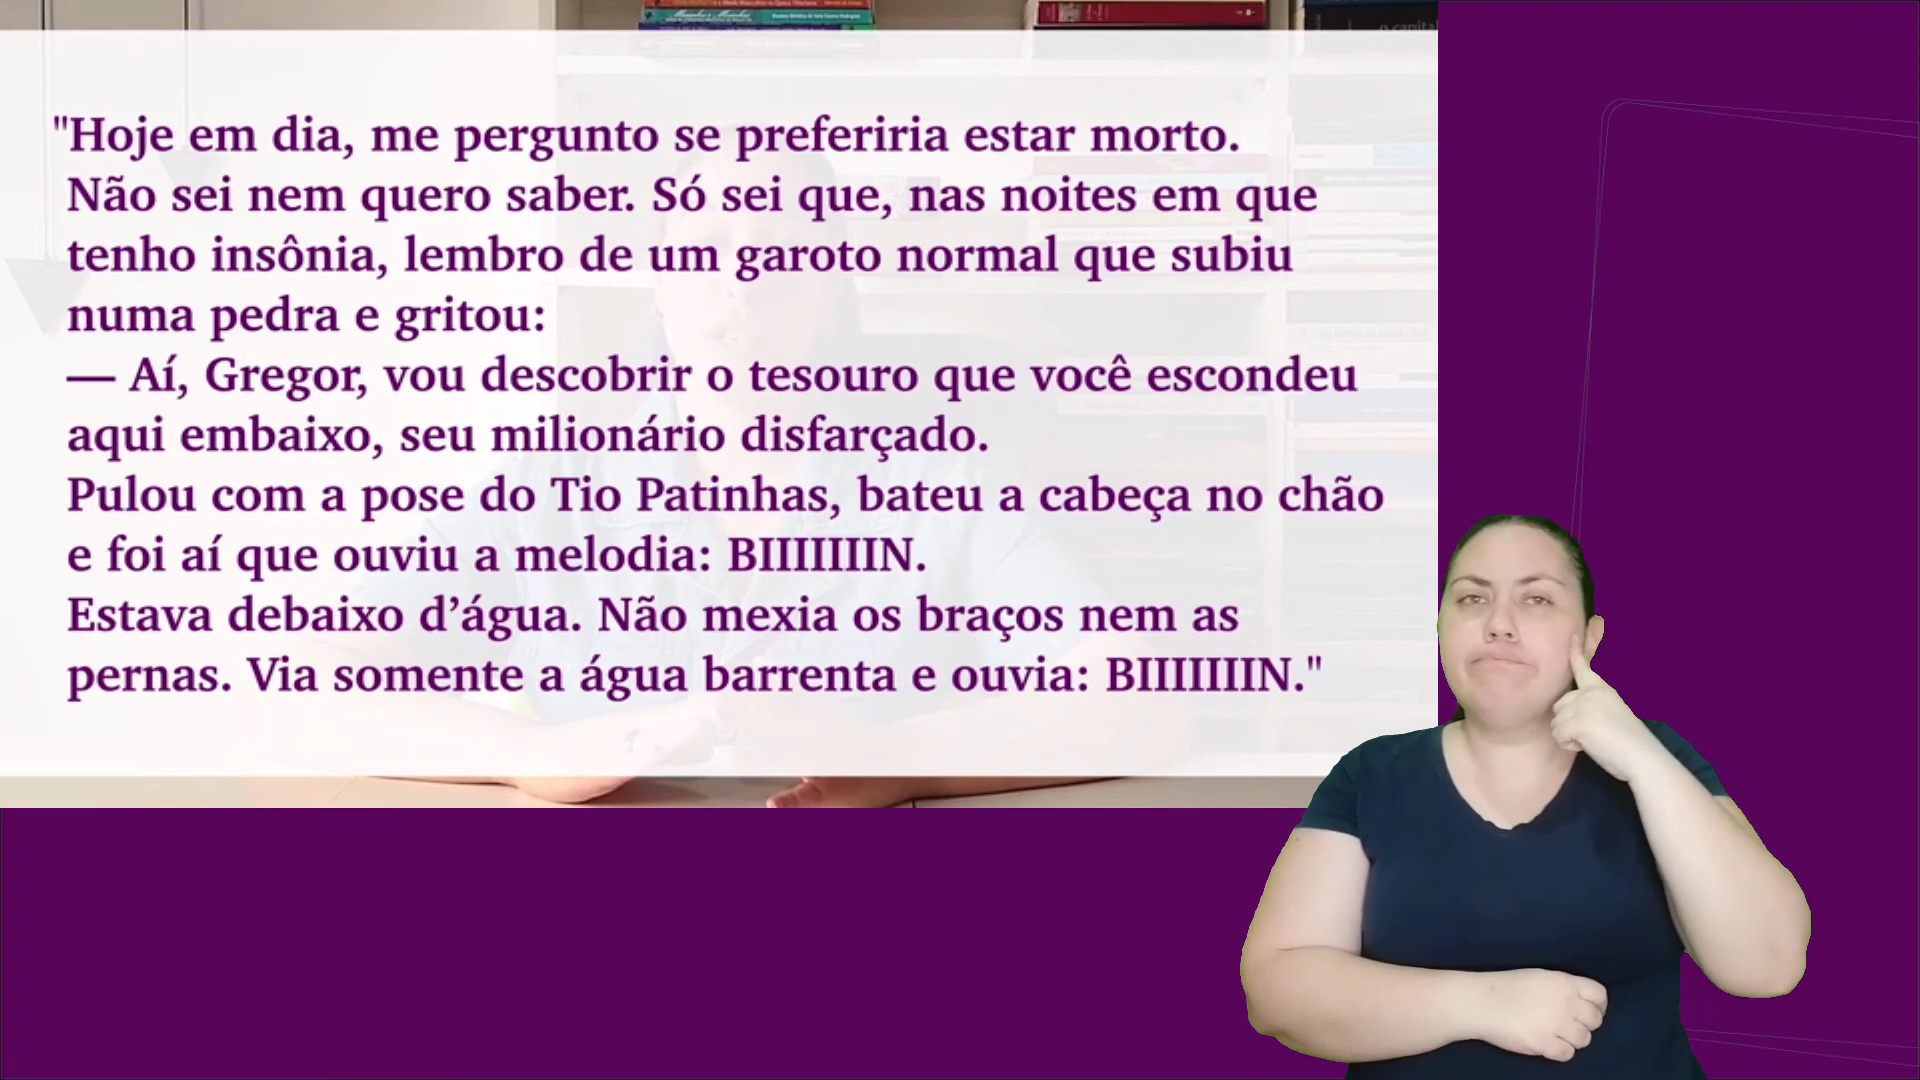 o capital
"Hoje em dia, me pergunto se preferiria estar morto.
Não sei nem quero saber. Só sei que, nas noites em que
tenho insônia, lembro de um garoto normal que subiu
numa pedra e gritou:
— Aí, Gregor, vou descobrir o tesouro que você escondeu
aqui embaixo, seu milionário disfarçado.
Pulou com a pose do Tio Patinhas, bateu a cabeça no chão
e foi aí que ouviu a melodia: BIIIIIIIN.
Estava debaixo d’água. Não mexia os braços nem as
pernas. Via somente a água barrenta e ouvia: BIIIIIIIN."